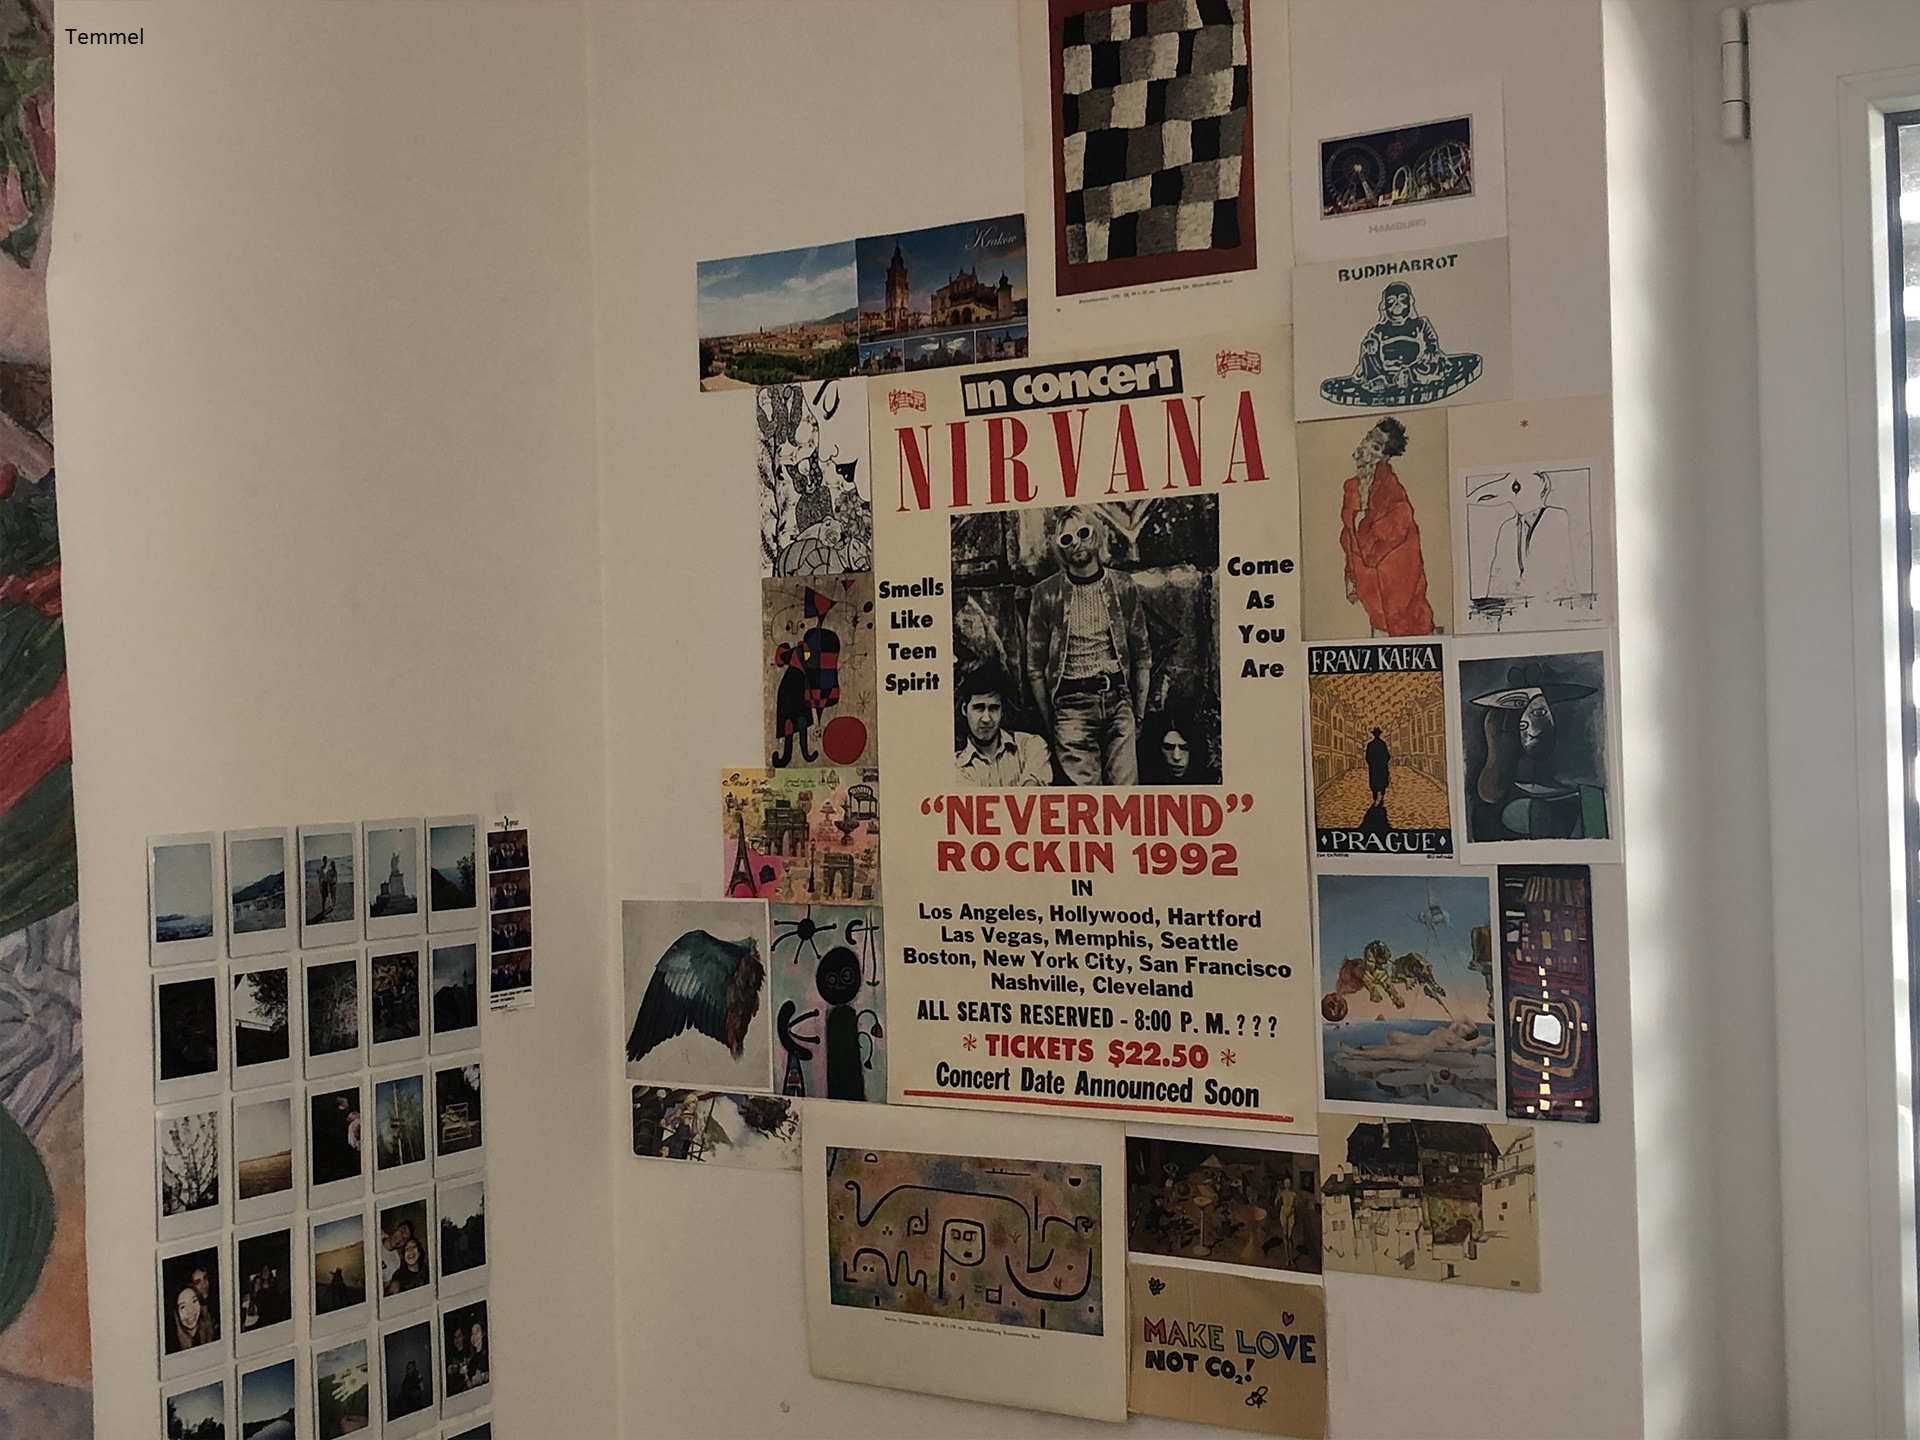 Temmel
Kraków
HAMBURG
BUDDHABROT
in concert
NIRVANA
Smells
Like
Teen
Spirit
Come
As
You
Are
"NEVERMIND"
ROCKIN 1992
IN
Los Angeles, Hollywood, Hartford
Las Vegas, Memphis, Seattle
Boston, New York City, San Francisco
Nashville, Cleveland
ALL SEATS RESERVED - 8:00 P. M. ? ? ?
* TICKETS $22.50 *
Concert Date Announced Soon
FRANZ KAFKA
PRAGUE
Paris
MAKE LOVE
NOT CO₂!